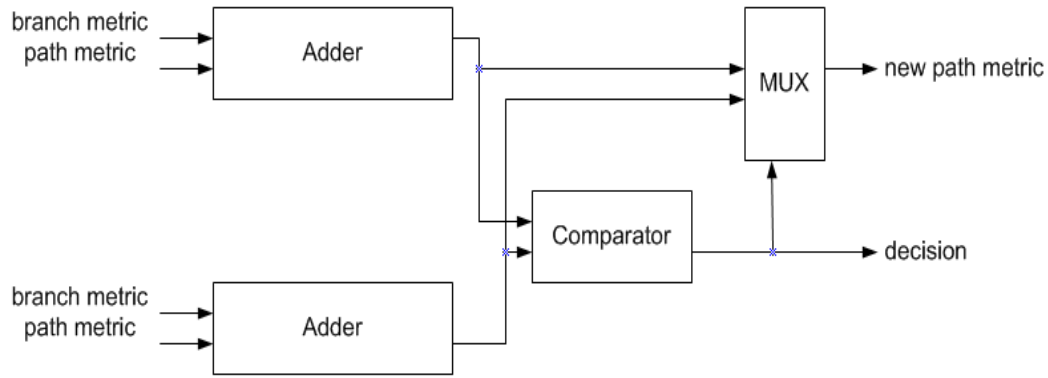 branch metric
path metric
Adder
MUX
new path metric
Comparator
decision
branch metric
path metric
Adder